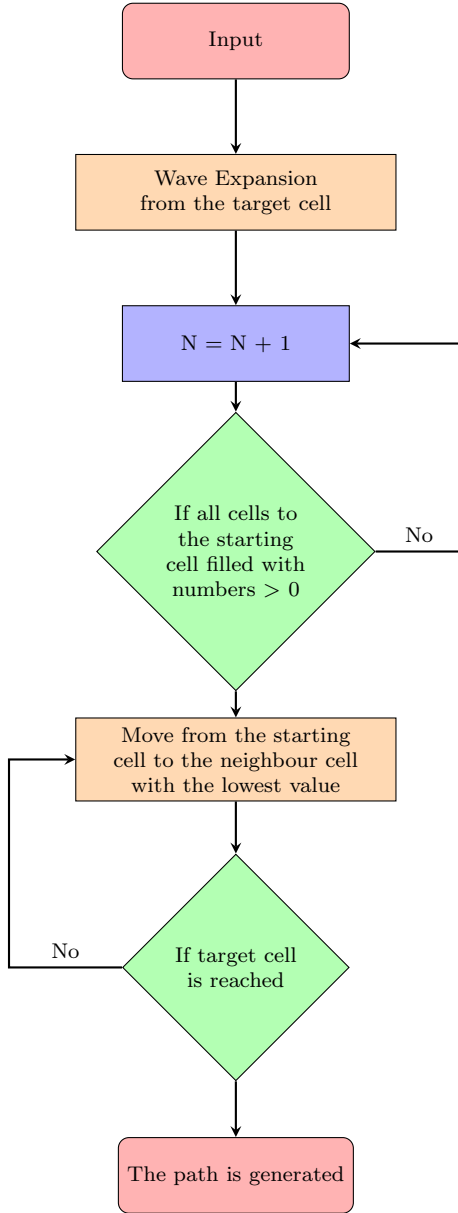 Input
Wave Expansion
from the target cell
N = N + 1
If all cells to
the starting
cell filled with
numbers > 0
No
Move from the starting
cell to the neighbour cell
with the lowest value
If target cell
is reached
No
The path is generated